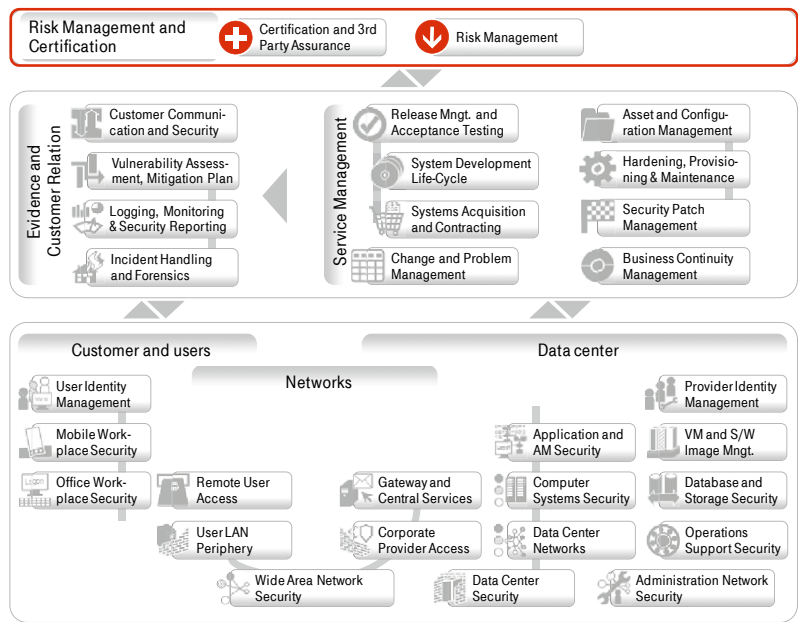 Risk Management and
Certification
Certification and 3rd
Party Assurance
Risk Management
Evidence and
Customer Relation
Customer Communi-
cation and Security
Vulnerability Assess-
ment, Mitigation Plan
Logging, Monitoring
& Security Reporting
Incident Handling
and Forensics
Service Management
Release Mngt. and
Acceptance Testing
System Development
Life-Cycle
Systems Acquisition
and Contracting
Change and Problem
Management
Asset and Configu-
ration Management
Hardening, Provisio-
ning & Maintenance
Security Patch
Management
Business Continuity
Management
Customer and users
Networks
Data center
User Identity
Management
Mobile Work-
place Security
Logon
Office Work-
place Security
Remote User
Access
User LAN
Periphery
Wide Area Network
Security
Gateway and
Central Services
Corporate
Provider Access
Application and
AM Security
Computer
Systems Security
Data Center
Networks
Data Center
Security
Provider Identity
Management
VM and S/W
Image Mngt.
Database and
Storage Security
Operations
Support Security
Administration Network
Security